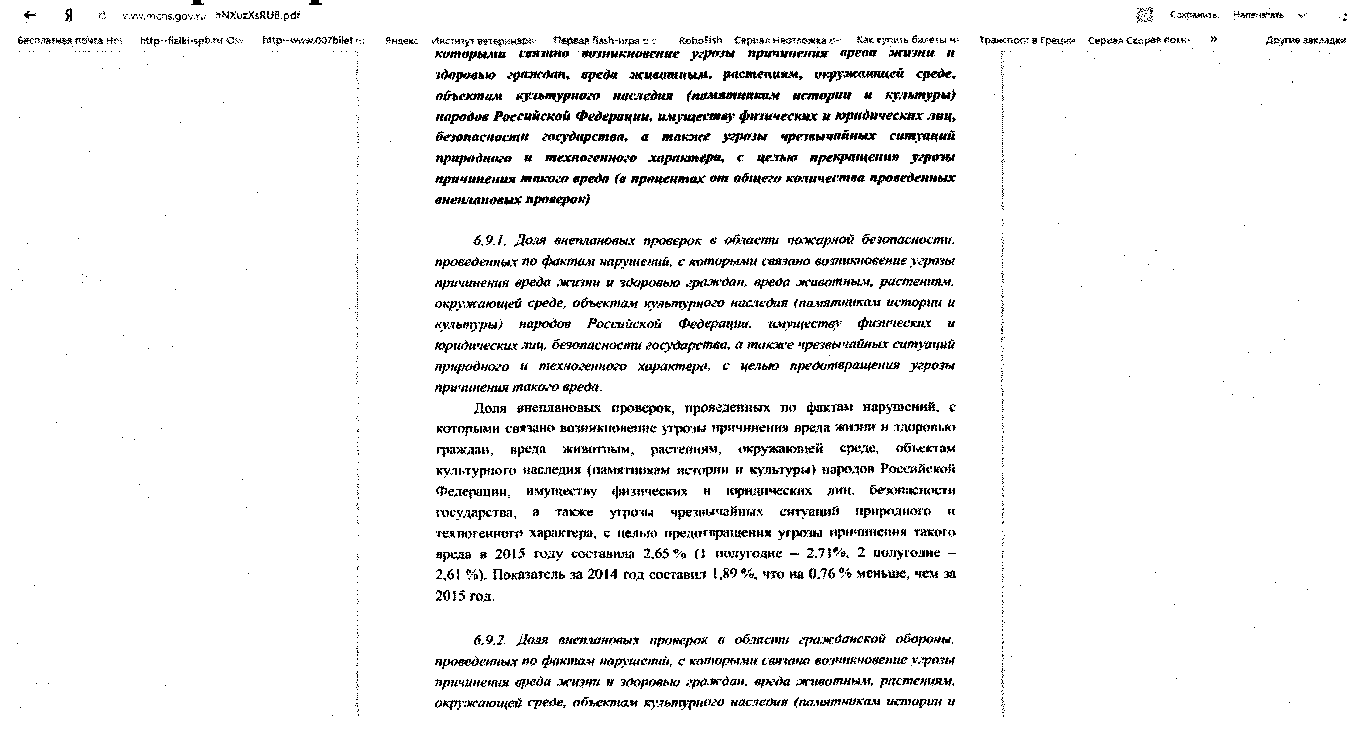 Я www.mchs.gov.ru Сохранить Напечатать
Яндекс Транспорт в Греции » Другие закладки
которыми связано возникновение угрозы причинения вреда жизни и
здоровью граждан, вреда животным, растениям, окружающей среде,
объектам культурного наследия (памятникам истории и культуры)
народов Российской Федерации, имуществу физических и юридических лиц,
безопасности государства, а также угрозы чрезвычайных ситуаций
природного и техногенного характера, с целью прекращения угрозы
причинения такого вреда (в процентах от общего количества проведенных
внеплановых проверок)
6.9.1. Доля внеплановых проверок в области пожарной безопасности,
проведенных по фактам нарушений, с которыми связано возникновение угрозы
причинения вреда жизни и здоровью граждан, вреда животным, растениям,
окружающей среде, объектам культурного наследия (памятникам истории и
культуры) народов Российской Федерации, имуществу физических и
юридических лиц, безопасности государства, а также чрезвычайных ситуаций
природного и техногенного характера, с целью предотвращения угрозы
причинения такого вреда.
Доля внеплановых проверок, проведенных по фактам нарушений, с
которыми связано возникновение угрозы причинения вреда жизни и здоровью
граждан, вреда животным, растениям, окружающей среде, объектам
культурного наследия (памятникам истории и культуры) народов Российской
Федерации, имуществу физических и юридических лиц, безопасности
государства, а также угрозы чрезвычайных ситуаций природного и
техногенного характера, с целью предотвращения угрозы причинения такого
вреда в 2015 году составила 2,65 % (1 полугодие – 2,71%, 2 полугодие –
2,61 %). Показатель за 2014 год составил 1,89 %, что на 0,76 % меньше, чем за
2015 год.
6.9.2. Доля внеплановых проверок в области гражданской обороны,
проведенных по фактам нарушений, с которыми связано возникновение угрозы
причинения вреда жизни и здоровью граждан, вреда животным, растениям,
окружающей среде, объектам культурного наследия (памятникам истории и